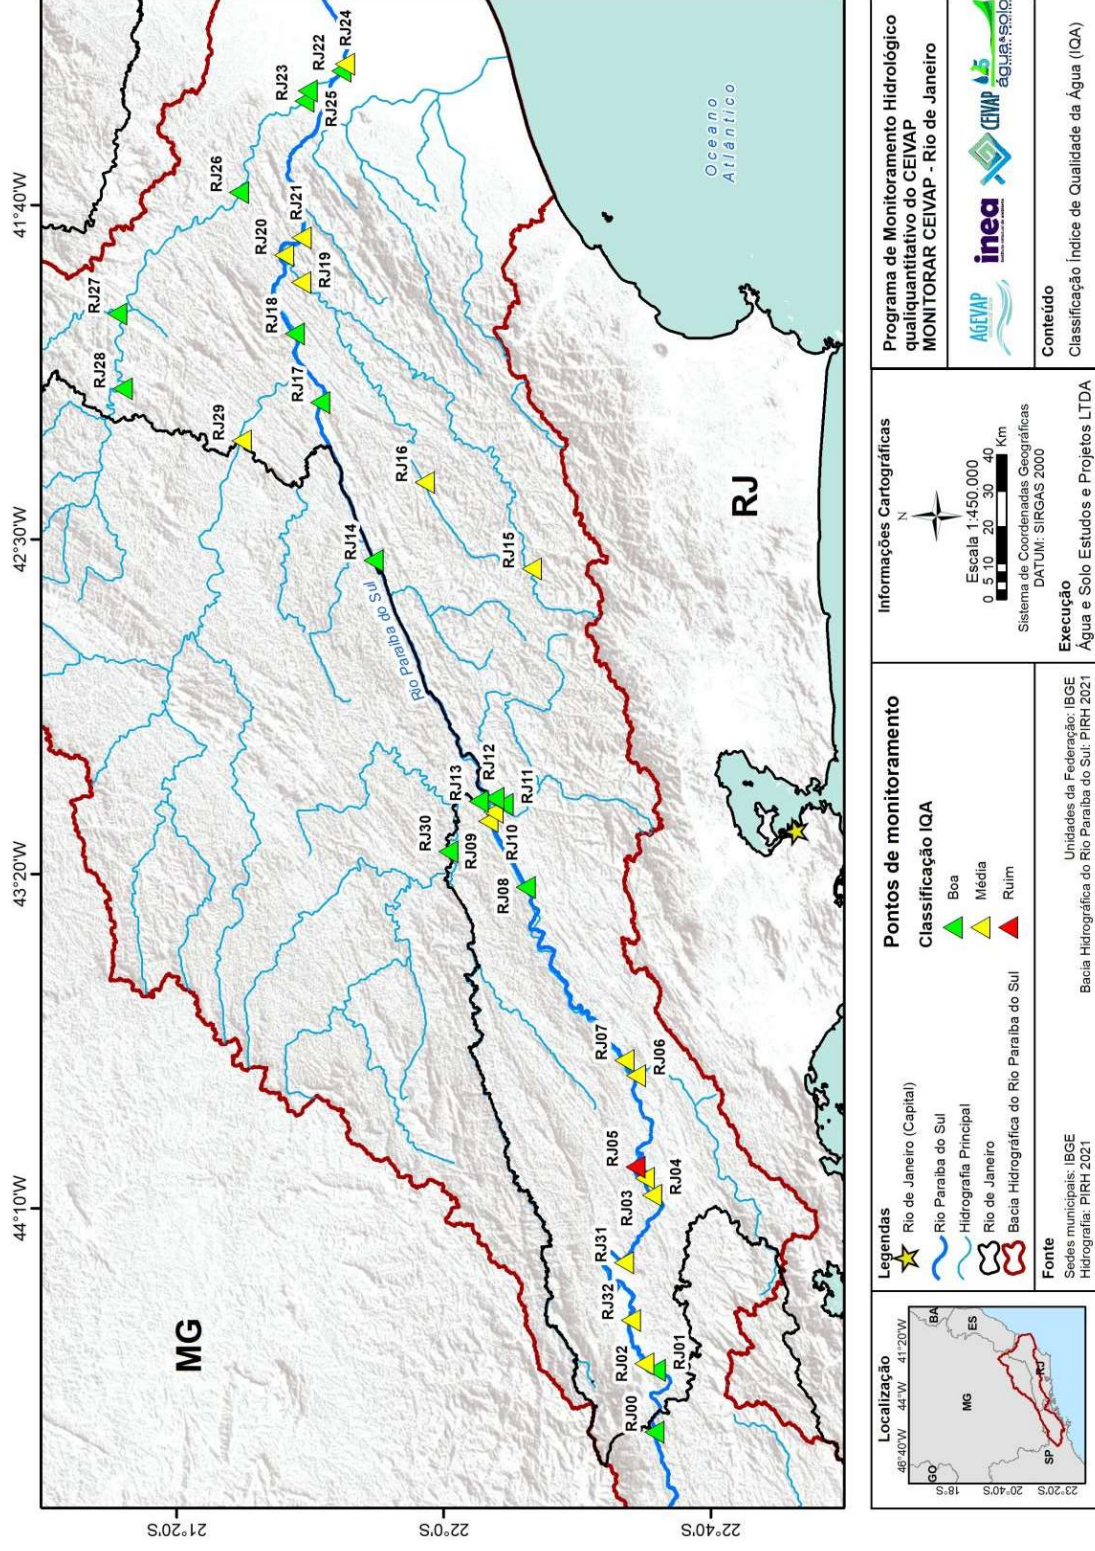 41°40'W
42°30'W
43°20'W
44°10'W
21°20'S
22°0'S
22°40'S
MG
RJ
Oceano
Atlântico
Rio Paraíba do Sul
RJ00
RJ01
RJ02
RJ32
RJ31
RJ03
RJ04
RJ05
RJ06
RJ07
RJ08
RJ09
RJ10
RJ30
RJ13
RJ12
RJ11
RJ14
RJ15
RJ16
RJ17
RJ18
RJ19
RJ20
RJ21
RJ29
RJ28
RJ27
RJ26
RJ25
RJ23
RJ22
RJ24
Localização
46°40'W
44°W
41°20'W
18°S
20°40'S
23°20'S
GO
MG
BA
ES
SP
RJ
Legendas
Rio de Janeiro (Capital)
Rio Paraíba do Sul
Hidrografia Principal
Rio de Janeiro
Bacia Hidrográfica do Rio Paraíba do Sul
Pontos de monitoramento
Classificação IQA
Boa
Média
Ruim
Fonte
Sedes municipais: IBGE
Hidrografia: PIRH 2021
Unidades da Federação: IBGE
Bacia Hidrográfica do Rio Paraíba do Sul: PIRH 2021
Informações Cartográficas
N
Escala 1:1.450.000
0 5 10 20 30 40
Km
Sistema de Coordenadas Geográficas
DATUM: SIRGAS 2000
Execução
Água e Solo Estudos e Projetos LTDA
Programa de Monitoramento Hidrológico
qualiquantitativo do CEIVAP
MONITORAR CEIVAP - Rio de Janeiro
AGEVAP
inea
CEIVAP
água&solo
Conteúdo
Classificação Índice de Qualidade da Água (IQA)